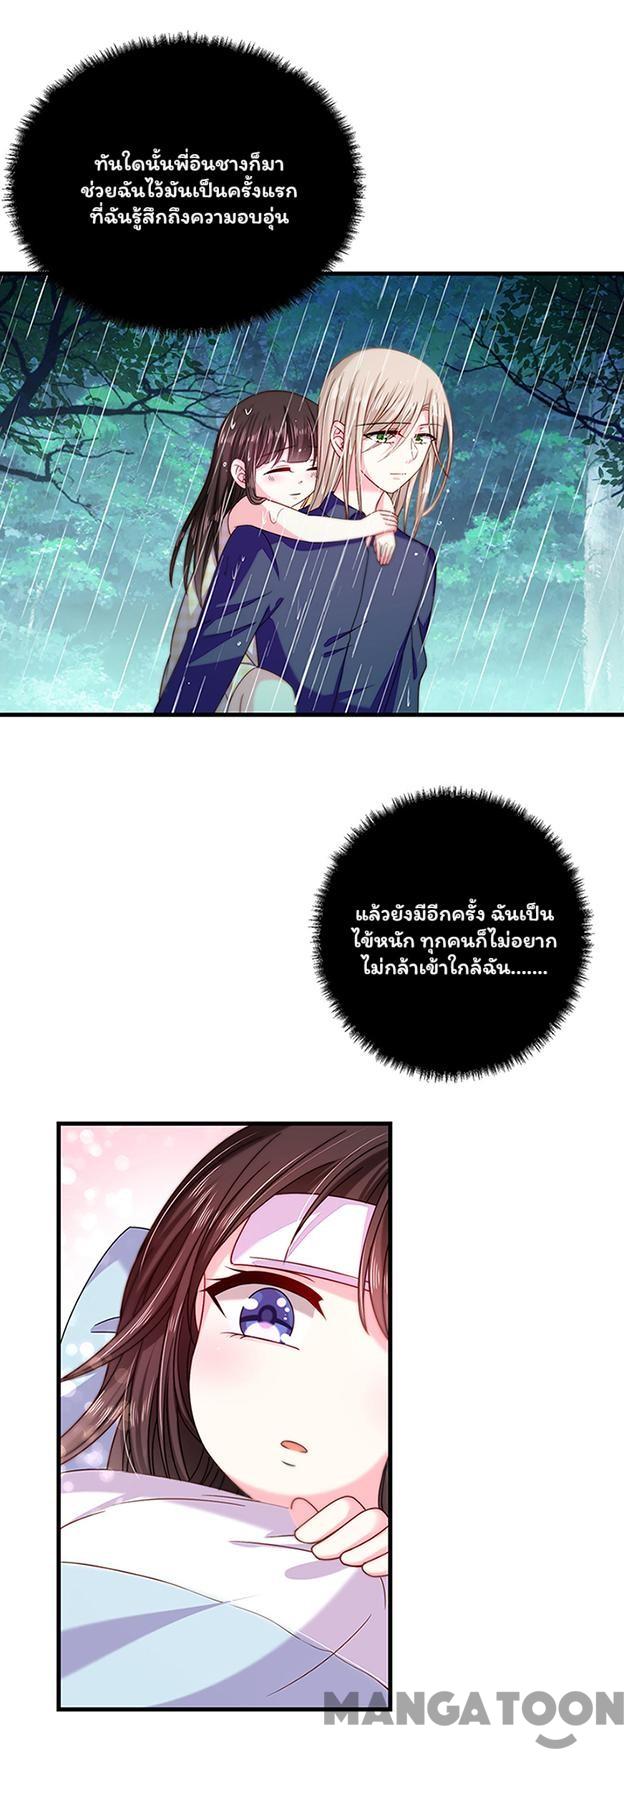 ทันใดนั้นพี่อินชางก็มา
ช่วยฉันไว้มันเป็นครั้งแรก
ที่ฉันรู้สึกถึงความอบอุ่น
แล้วยังมีอีกครั้ง ฉันเป็น
ไข้หนัก ทุกคนก็ไม่อยาก
ไม่กล้าเข้าใกล้ฉัน.......
MANGATOON